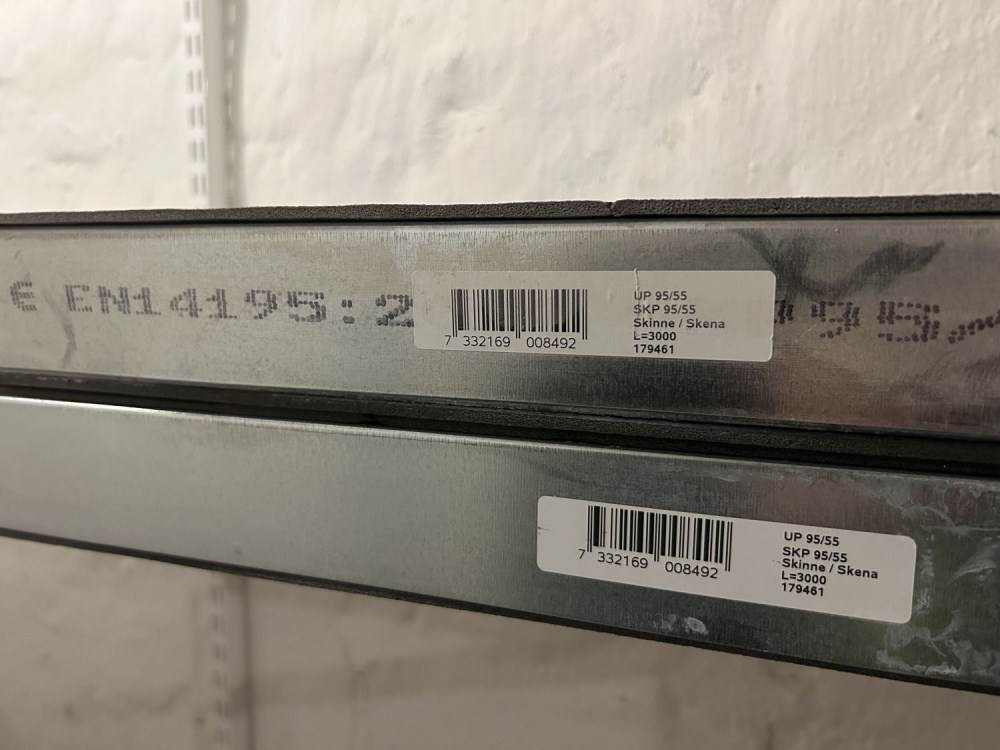 € EN14195:2
95
7 332169 008492
UP 95/55
SKP 95/55
Skinne / Skena
L=3000
179461
7 332169 008492
UP 95/55
SKP 95/55
Skinne / Skena
L=3000
179461